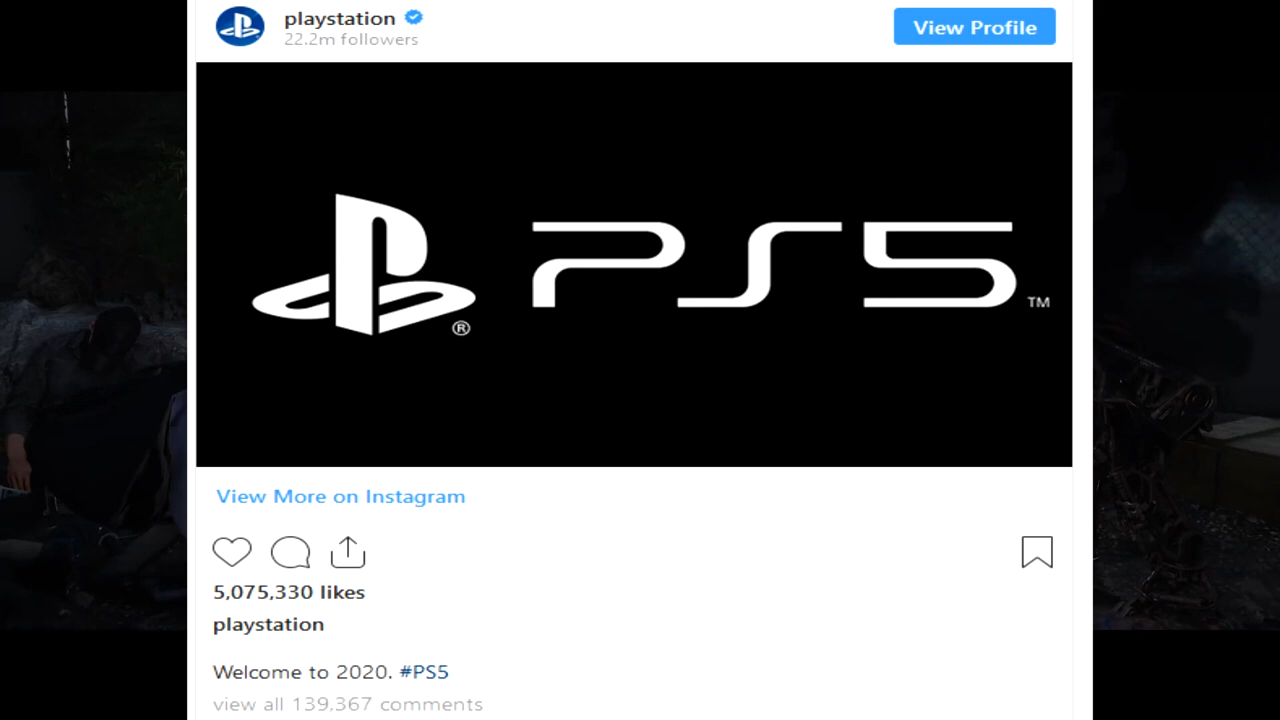 playstation
22.2m followers
View Profile
® PS5 ™
View More on Instagram
5,075,330 likes
playstation
Welcome to 2020. #PS5
view all 139,367 comments